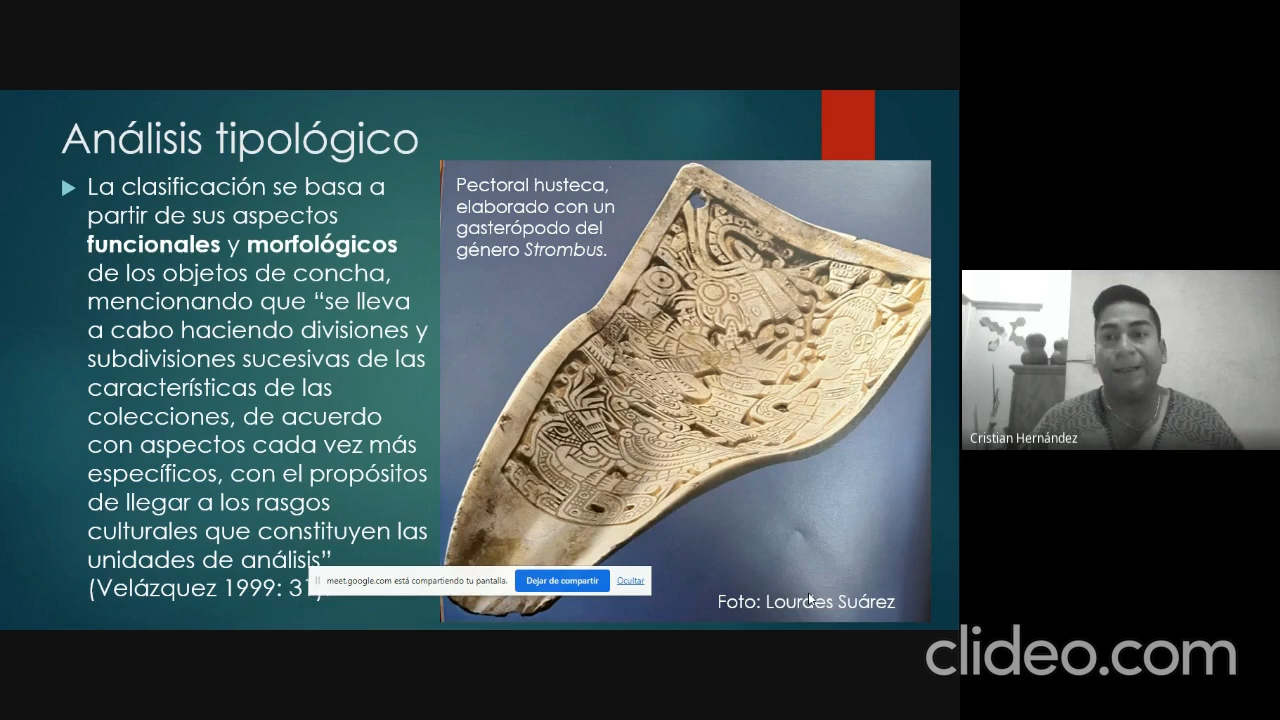 Análisis tipológico
La clasificación se basa a
partir de sus aspectos
funcionales y morfológicos
de los objetos de concha,
mencionando que “se lleva
a cabo haciendo divisiones y
subdivisiones sucesivas de las
características de las
colecciones, de acuerdo
con aspectos cada vez más
específicos, con el propósitos
de llegar a los rasgos
culturales que constituyen las
unidades de análisis”
(Velázquez 1999:
Pectoral husteca,
elaborado con un
gasterópodo del
género Strombus.
meet.google.com está compartiendo tu pantalla.
Dejar de compartir
Ocultar
Foto: Lourdes Suárez
Cristian Hernández
clideo.com